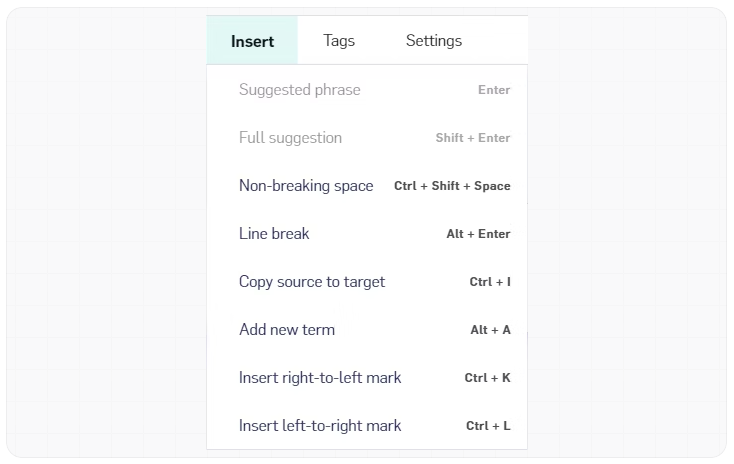 Insert Tags Settings
Suggested phrase Enter
Full suggestion Shift + Enter
Non-breaking space Ctrl + Shift + Space
Line break Alt + Enter
Copy source to target Ctrl + I
Add new term Alt + A
Insert right-to-left mark Ctrl + K
Insert left-to-right mark Ctrl + L